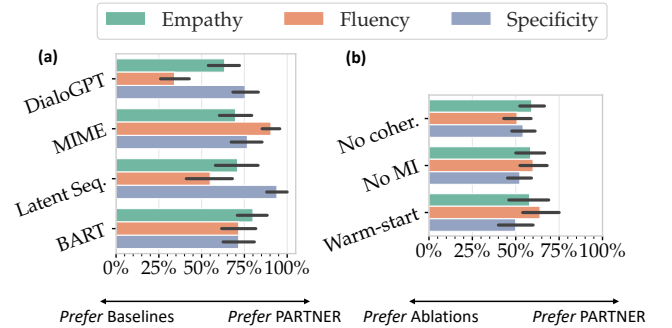 Empathy Fluency Specificity
(a)
DialoGPT
MIME
Latent Seq.
BART
0% 25% 50% 75% 100%
Prefer Baselines Prefer PARTNER
(b)
No coher.
No MI
Warm-start
0% 25% 50% 75% 100%
Prefer Ablations Prefer PARTNER